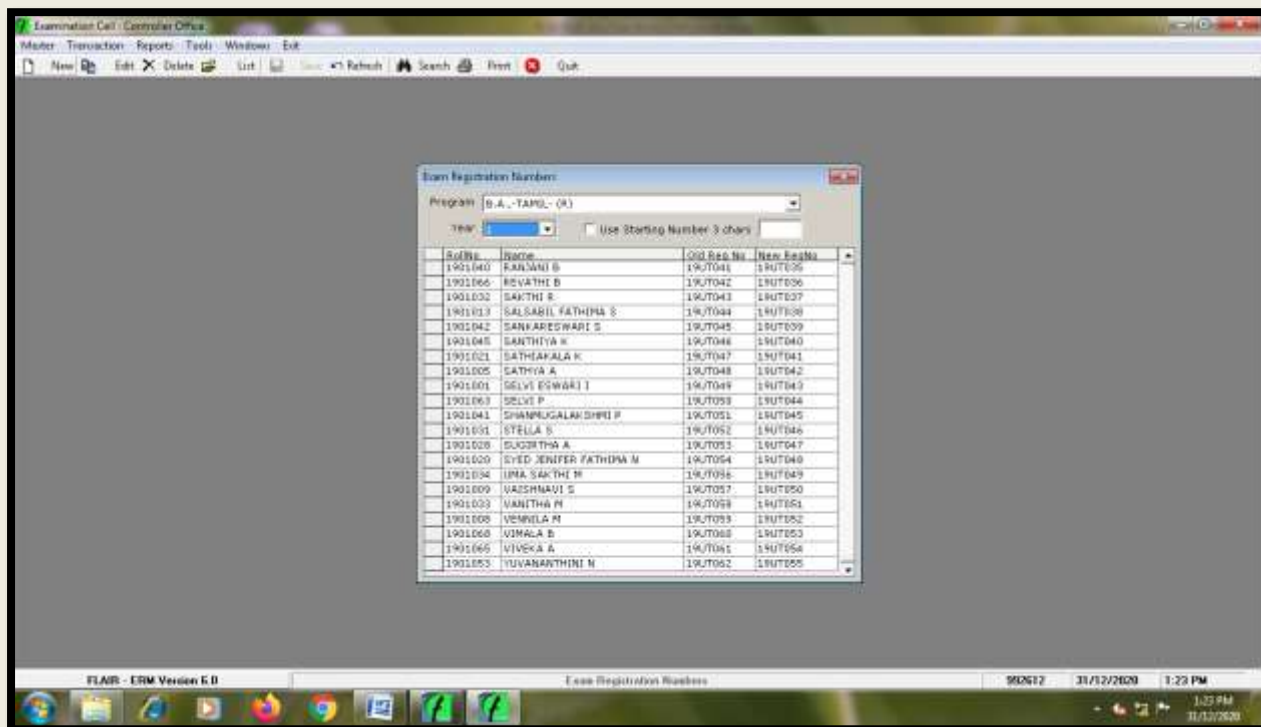 Examination Cell - Controller Office
Master Transaction Reports Tools Windows Exit
New Edit Delete List Save Refresh Search Print Quit
Exam Registration Numbers
Program B.A.,-TAMIL- (R)
Year 1 Use Starting Number 3 chars
RollNo Name Old Reg No New RegNo
1901040 RANJANI B 19UT041 19UT035
1901066 REVATHI B 19UT042 19UT036
1901032 SAKTHI R 19UT043 19UT037
1901013 SALSABIL FATHIMA S 19UT044 19UT038
1901042 SANKARESWARI S 19UT045 19UT039
1901045 SANTHIYA K 19UT046 19UT040
1901021 SATHIAKALA K 19UT047 19UT041
1901005 SATHYA A 19UT048 19UT042
1901001 SELVI ESWARI I 19UT049 19UT043
1901063 SELVI P 19UT050 19UT044
1901041 SHANMUGALAKSHMI P 19UT051 19UT045
1901031 STELLA S 19UT052 19UT046
1901028 SUGIRTHA A 19UT053 19UT047
1901020 SYED JENIFER FATHIMA N 19UT054 19UT048
1901034 UMA SAKTHI M 19UT056 19UT049
1901009 VAISHNAVI S 19UT057 19UT050
1901033 VANITHA M 19UT058 19UT051
1901008 VENNILA M 19UT059 19UT052
1901068 VIMALA B 19UT060 19UT053
1901065 VIVEKA A 19UT061 19UT054
1901053 YUVANANTHINI N 19UT062 19UT055
FLAIR - ERM Version 6.0 Exam Registration Numbers 992612 31/12/2020 1:23 PM
1:23 PM
31/12/2020